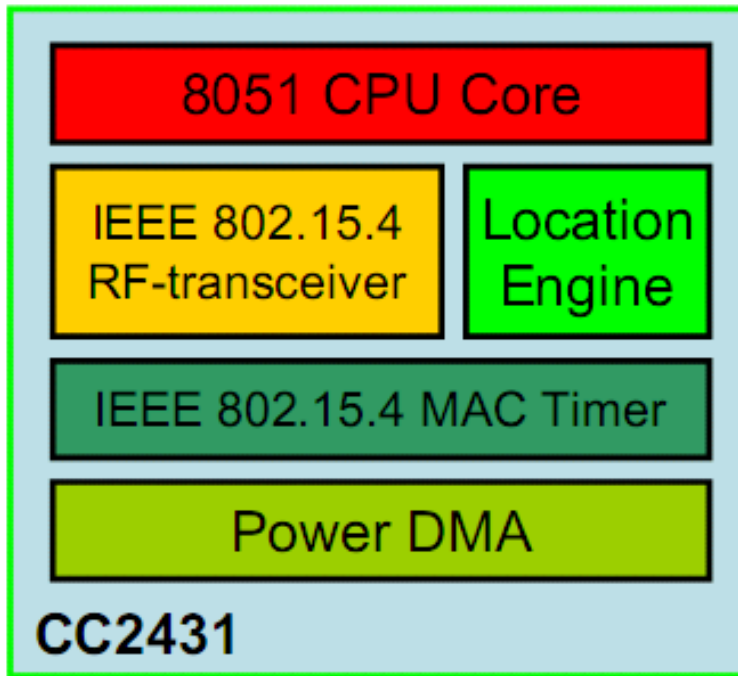 8051 CPU Core
IEEE 802.15.4
RF-transceiver
Location
Engine
IEEE 802.15.4 MAC Timer
Power DMA
CC2431